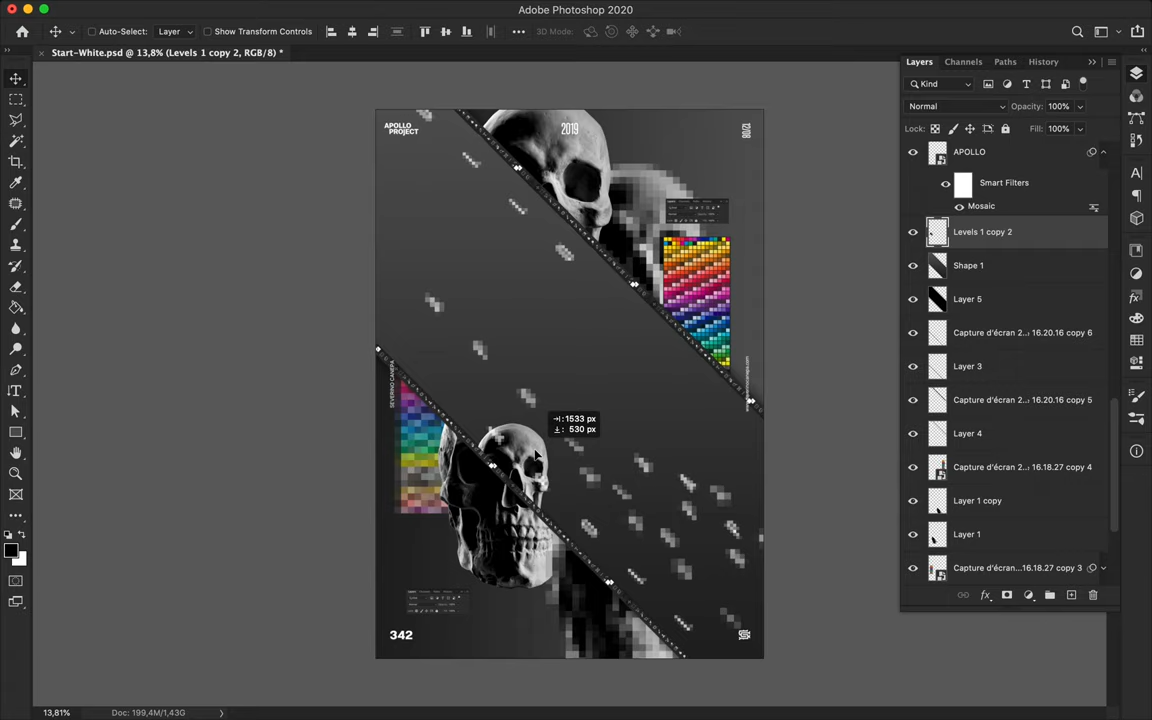 Adobe Photoshop 2020
Auto-Select: Layer Show Transform Controls 3D Mode:
Start-White.psd @ 13,8% (Levels 1 copy 2, RGB/8) *
Layers Channels Paths History
Kind
Normal Opacity: 100%
Lock: Fill: 100%
APOLLO
Smart Filters
Mosaic
Levels 1 copy 2
Shape 1
Layer 5
Capture d'écran 2...à 16.20.16 copy 6
Layer 3
Capture d'écran 2...à 16.20.16 copy 5
Layer 4
Capture d'écran 2...à 16.18.27 copy 4
Layer 1 copy
Layer 1
Capture d'écran...16.18.27 copy 3
APOLLO
PROJECT
2019
80/21
SEVERINO CANEPA
:1533 px
: 530 px
342
13,81% Doc: 199,4M/1,43G